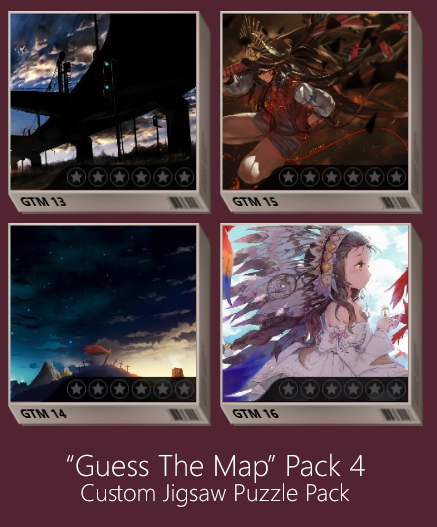 GTM 13
GTM 15
GTM 14
GTM 16
“Guess The Map” Pack 4
Custom Jigsaw Puzzle Pack